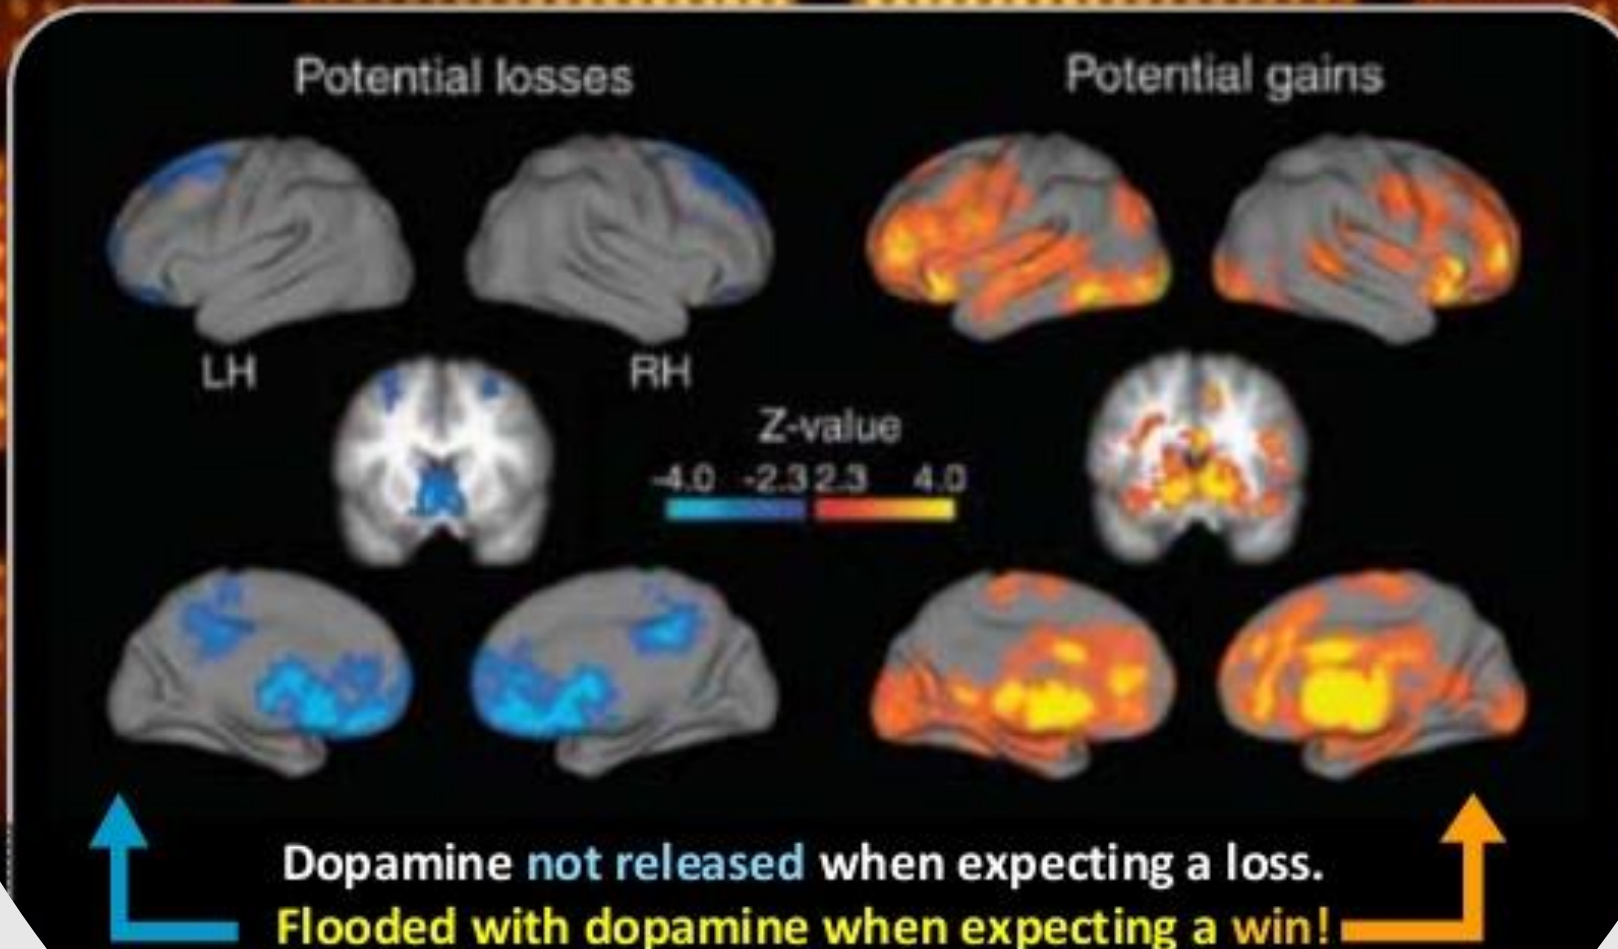 Potential losses
Potential gains
LH
RH
Z-value
-4.0 -2.3 2.3 4.0
Dopamine not released when expecting a loss.
Flooded with dopamine when expecting a win!